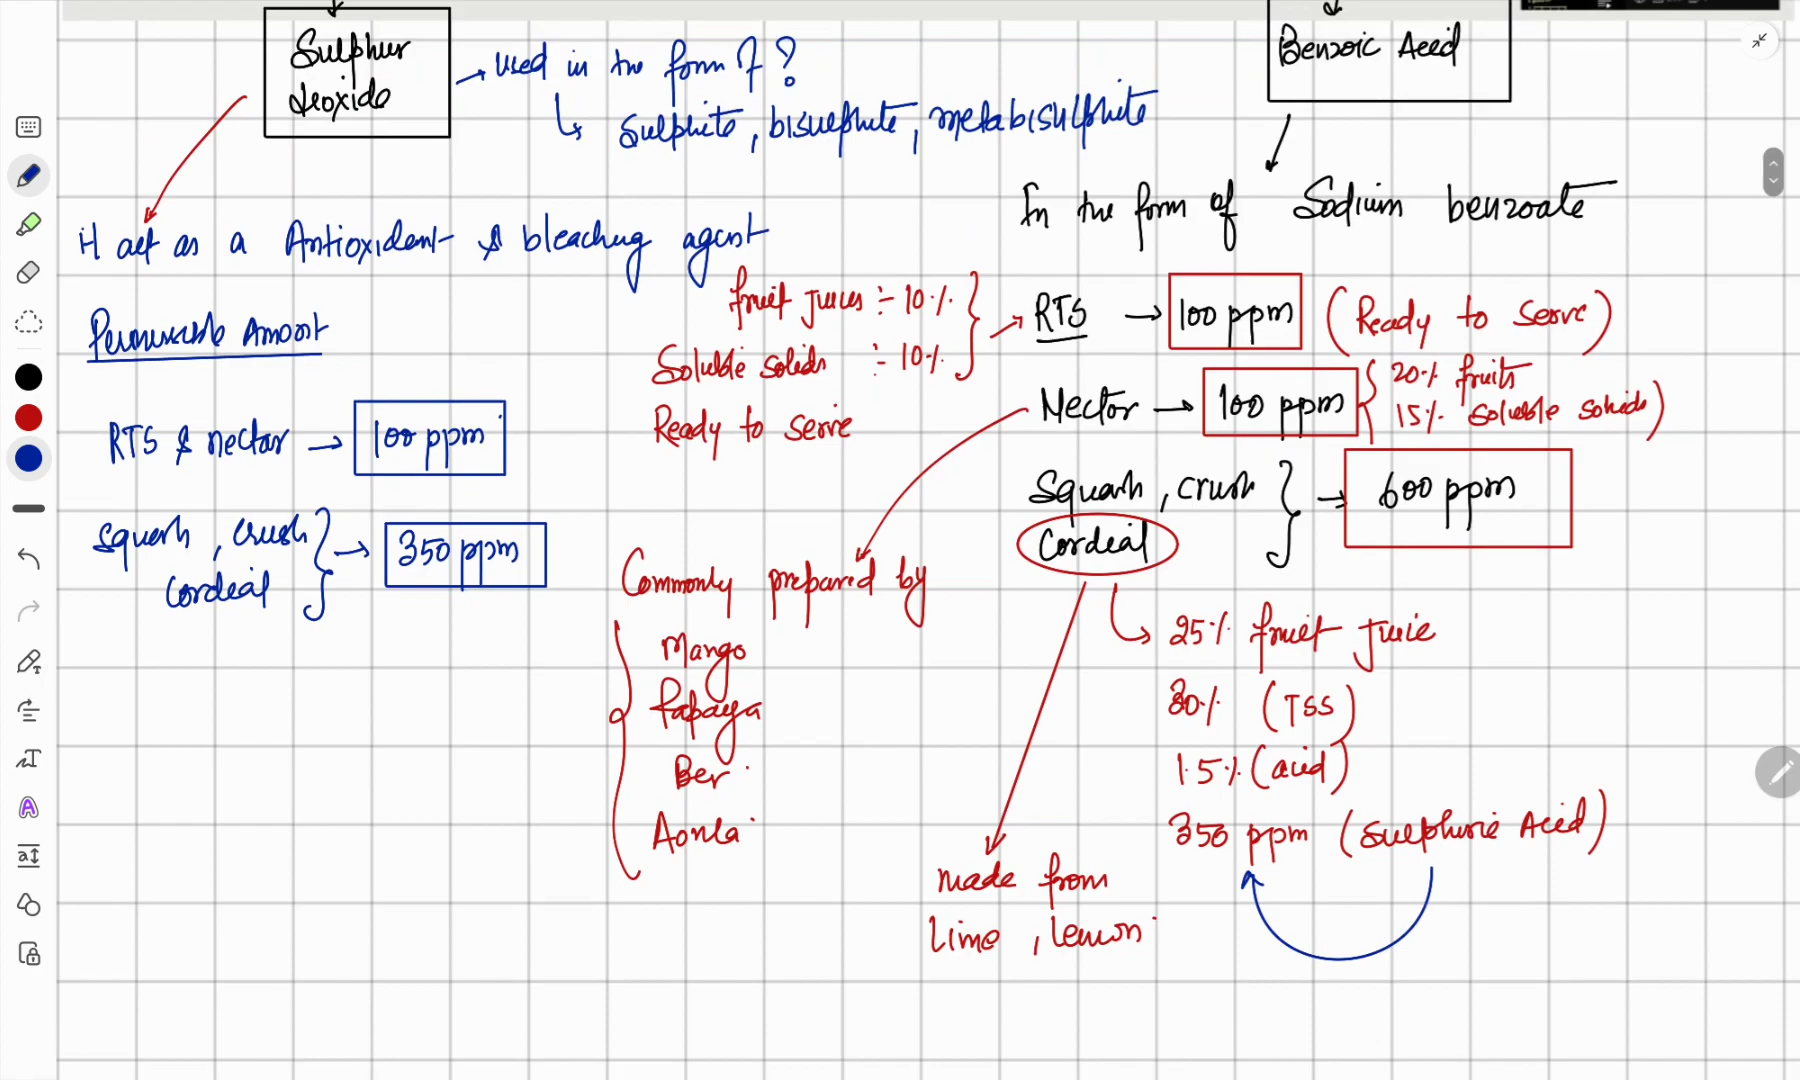 Sulphur
dioxide
used in the form of ?
Sulphite, bisulphite, metabisulphite
It act as a Antioxident & bleaching agent
Permissible Amount
RTS & nectar → 100 ppm
Squash, crush
cordial
→ 350 ppm
Benzoic Acid
In the form of Sodium benzoate
fruit juices :- 10%
Soluble solids :- 10%
Ready to serve
RTS → 100 ppm (Ready to serve)
Nector → 100 ppm
20% fruits
15% soluble solids)
Squash, crush
Cordial
→ 600 ppm
Commonly prepared by
Mango
Papaya
Ber
Aonla
25% fruit juice
30% (TSS)
1.5% (acid)
350 ppm (Sulphuric Acid)
made from
lime, lemon